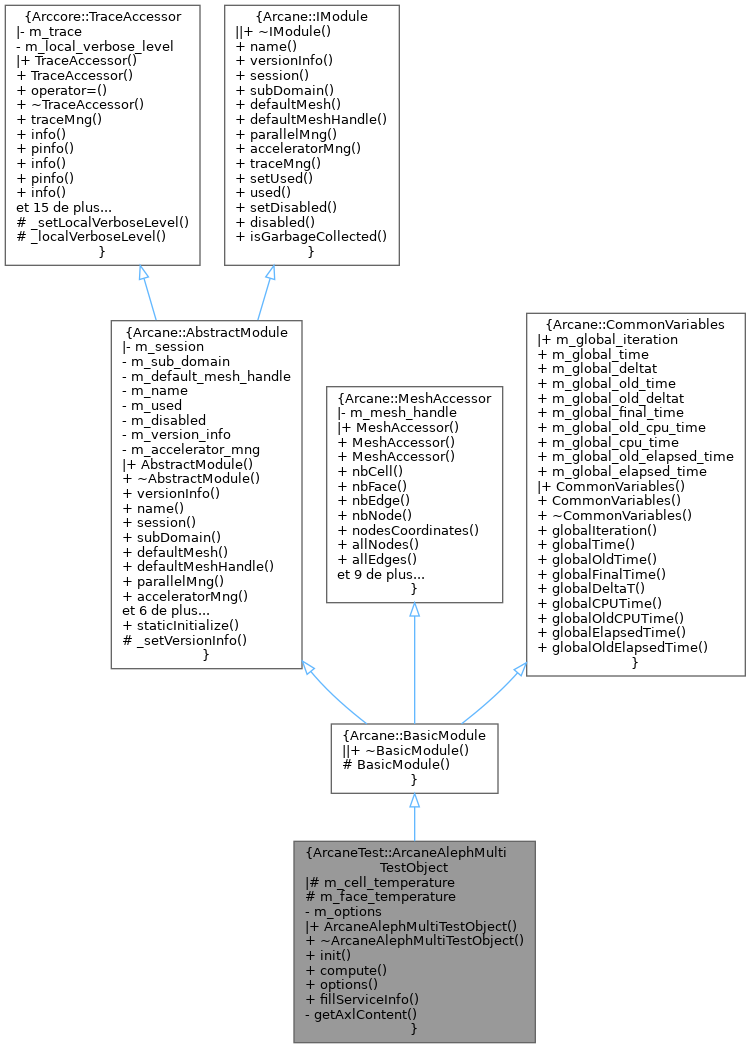 {Arccore::TraceAccessor
|- m_trace
- m_local_verbose_level
|+ TraceAccessor()
+ TraceAccessor()
+ operator=()
+ ~TraceAccessor()
+ traceMng()
+ info()
+ pinfo()
+ info()
+ pinfo()
+ info()
et 15 de plus...
# _setLocalVerboseLevel()
# _localVerboseLevel()
}
{Arcane::IModule
||+ ~IModule()
+ name()
+ versionInfo()
+ session()
+ subDomain()
+ defaultMesh()
+ defaultMeshHandle()
+ parallelMng()
+ acceleratorMng()
+ traceMng()
+ setUsed()
+ used()
+ setDisabled()
+ disabled()
+ isGarbageCollected()
}
{Arcane::AbstractModule
|- m_session
- m_sub_domain
- m_default_mesh_handle
- m_name
- m_used
- m_disabled
- m_version_info
- m_accelerator_mng
|+ AbstractModule()
+ ~AbstractModule()
+ versionInfo()
+ name()
+ session()
+ subDomain()
+ defaultMesh()
+ defaultMeshHandle()
+ parallelMng()
+ acceleratorMng()
et 6 de plus...
+ staticInitialize()
# _setVersionInfo()
}
{Arcane::MeshAccessor
|- m_mesh_handle
|+ MeshAccessor()
+ MeshAccessor()
+ MeshAccessor()
+ nbCell()
+ nbFace()
+ nbEdge()
+ nbNode()
+ nodesCoordinates()
+ allNodes()
+ allEdges()
et 9 de plus...
}
{Arcane::CommonVariables
|+ m_global_iteration
+ m_global_time
+ m_global_deltat
+ m_global_old_time
+ m_global_old_deltat
+ m_global_final_time
+ m_global_old_cpu_time
+ m_global_cpu_time
+ m_global_old_elapsed_time
+ m_global_elapsed_time
|+ CommonVariables()
+ CommonVariables()
+ ~CommonVariables()
+ globalIteration()
+ globalTime()
+ globalOldTime()
+ globalFinalTime()
+ globalDeltaT()
+ globalCPUTime()
+ globalOldCPUTime()
+ globalElapsedTime()
+ globalOldElapsedTime()
}
{Arcane::BasicModule
||+ ~BasicModule()
# BasicModule()
}
{ArcaneTest::ArcaneAlephMulti
TestObject
|# m_cell_temperature
# m_face_temperature
- m_options
|+ ArcaneAlephMultiTestObject()
+ ~ArcaneAlephMultiTestObject()
+ init()
+ compute()
+ options()
+ fillServiceInfo()
- getAxlContent()
}